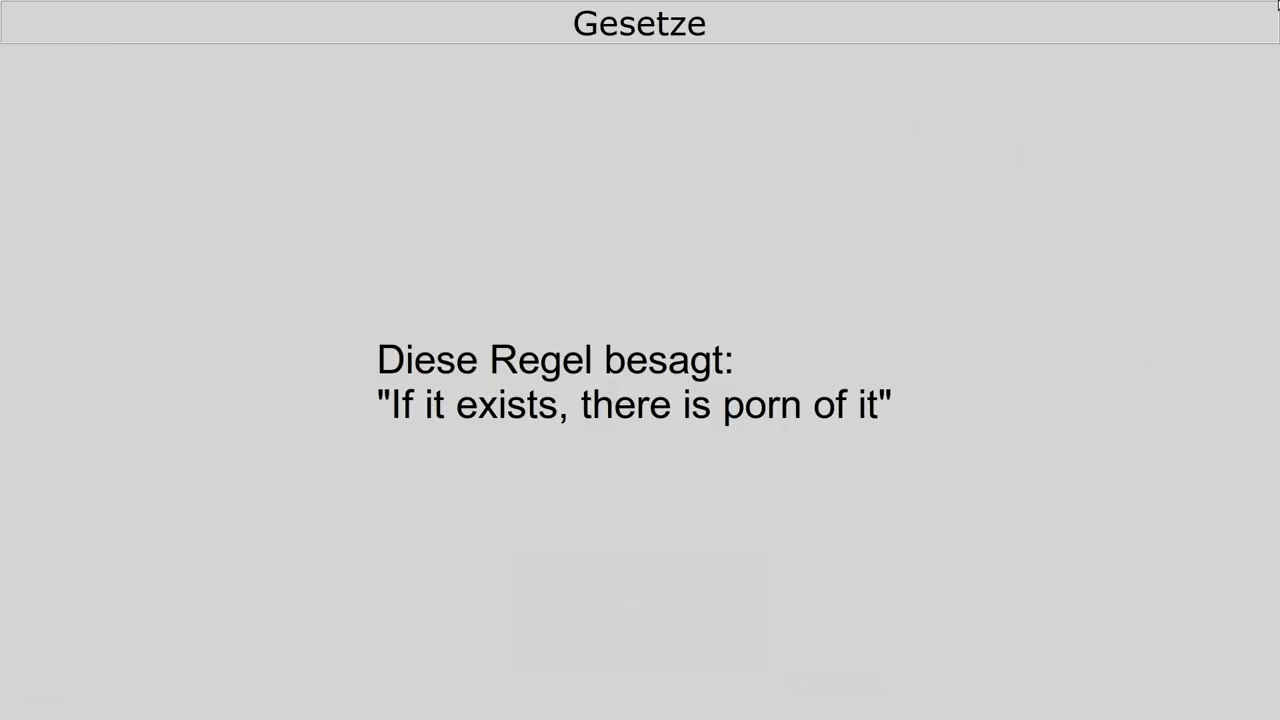 Gesetze
Diese Regel besagt:
"If it exists, there is porn of it"